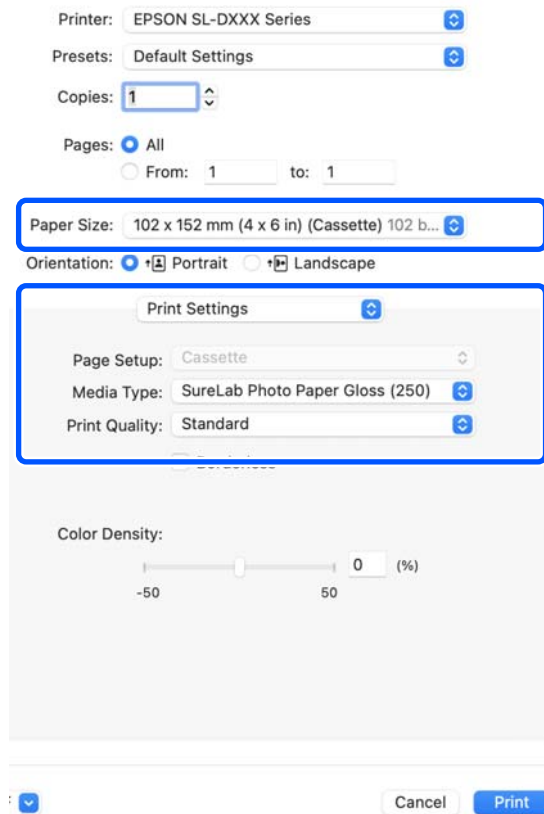 Printer: EPSON SL-DXXX Series
Presets: Default Settings
Copies: 1
Pages: All
From: 1 to: 1
Paper Size: 102 x 152 mm (4 x 6 in) (Cassette) 102 b...
Orientation: Portrait Landscape
Print Settings
Page Setup: Cassette
Media Type: SureLab Photo Paper Gloss (250)
Print Quality: Standard
Color Density:
0 (%)
-50 50
Cancel Print